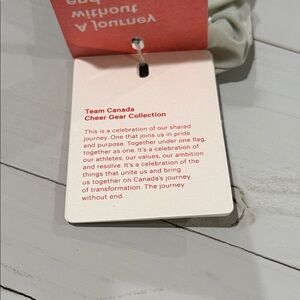 A journey
without
end
Team Canada
Cheer Gear Collection
This is a celebration of our shared
journey. One that joins us in pride
and purpose. Together under one flag,
together as one. It's a celebration of
our athletes, our values, our ambition
and resolve. It's a celebration of the
things that unite us and bring
us together on Canada's journey
of transformation. The journey
without end.